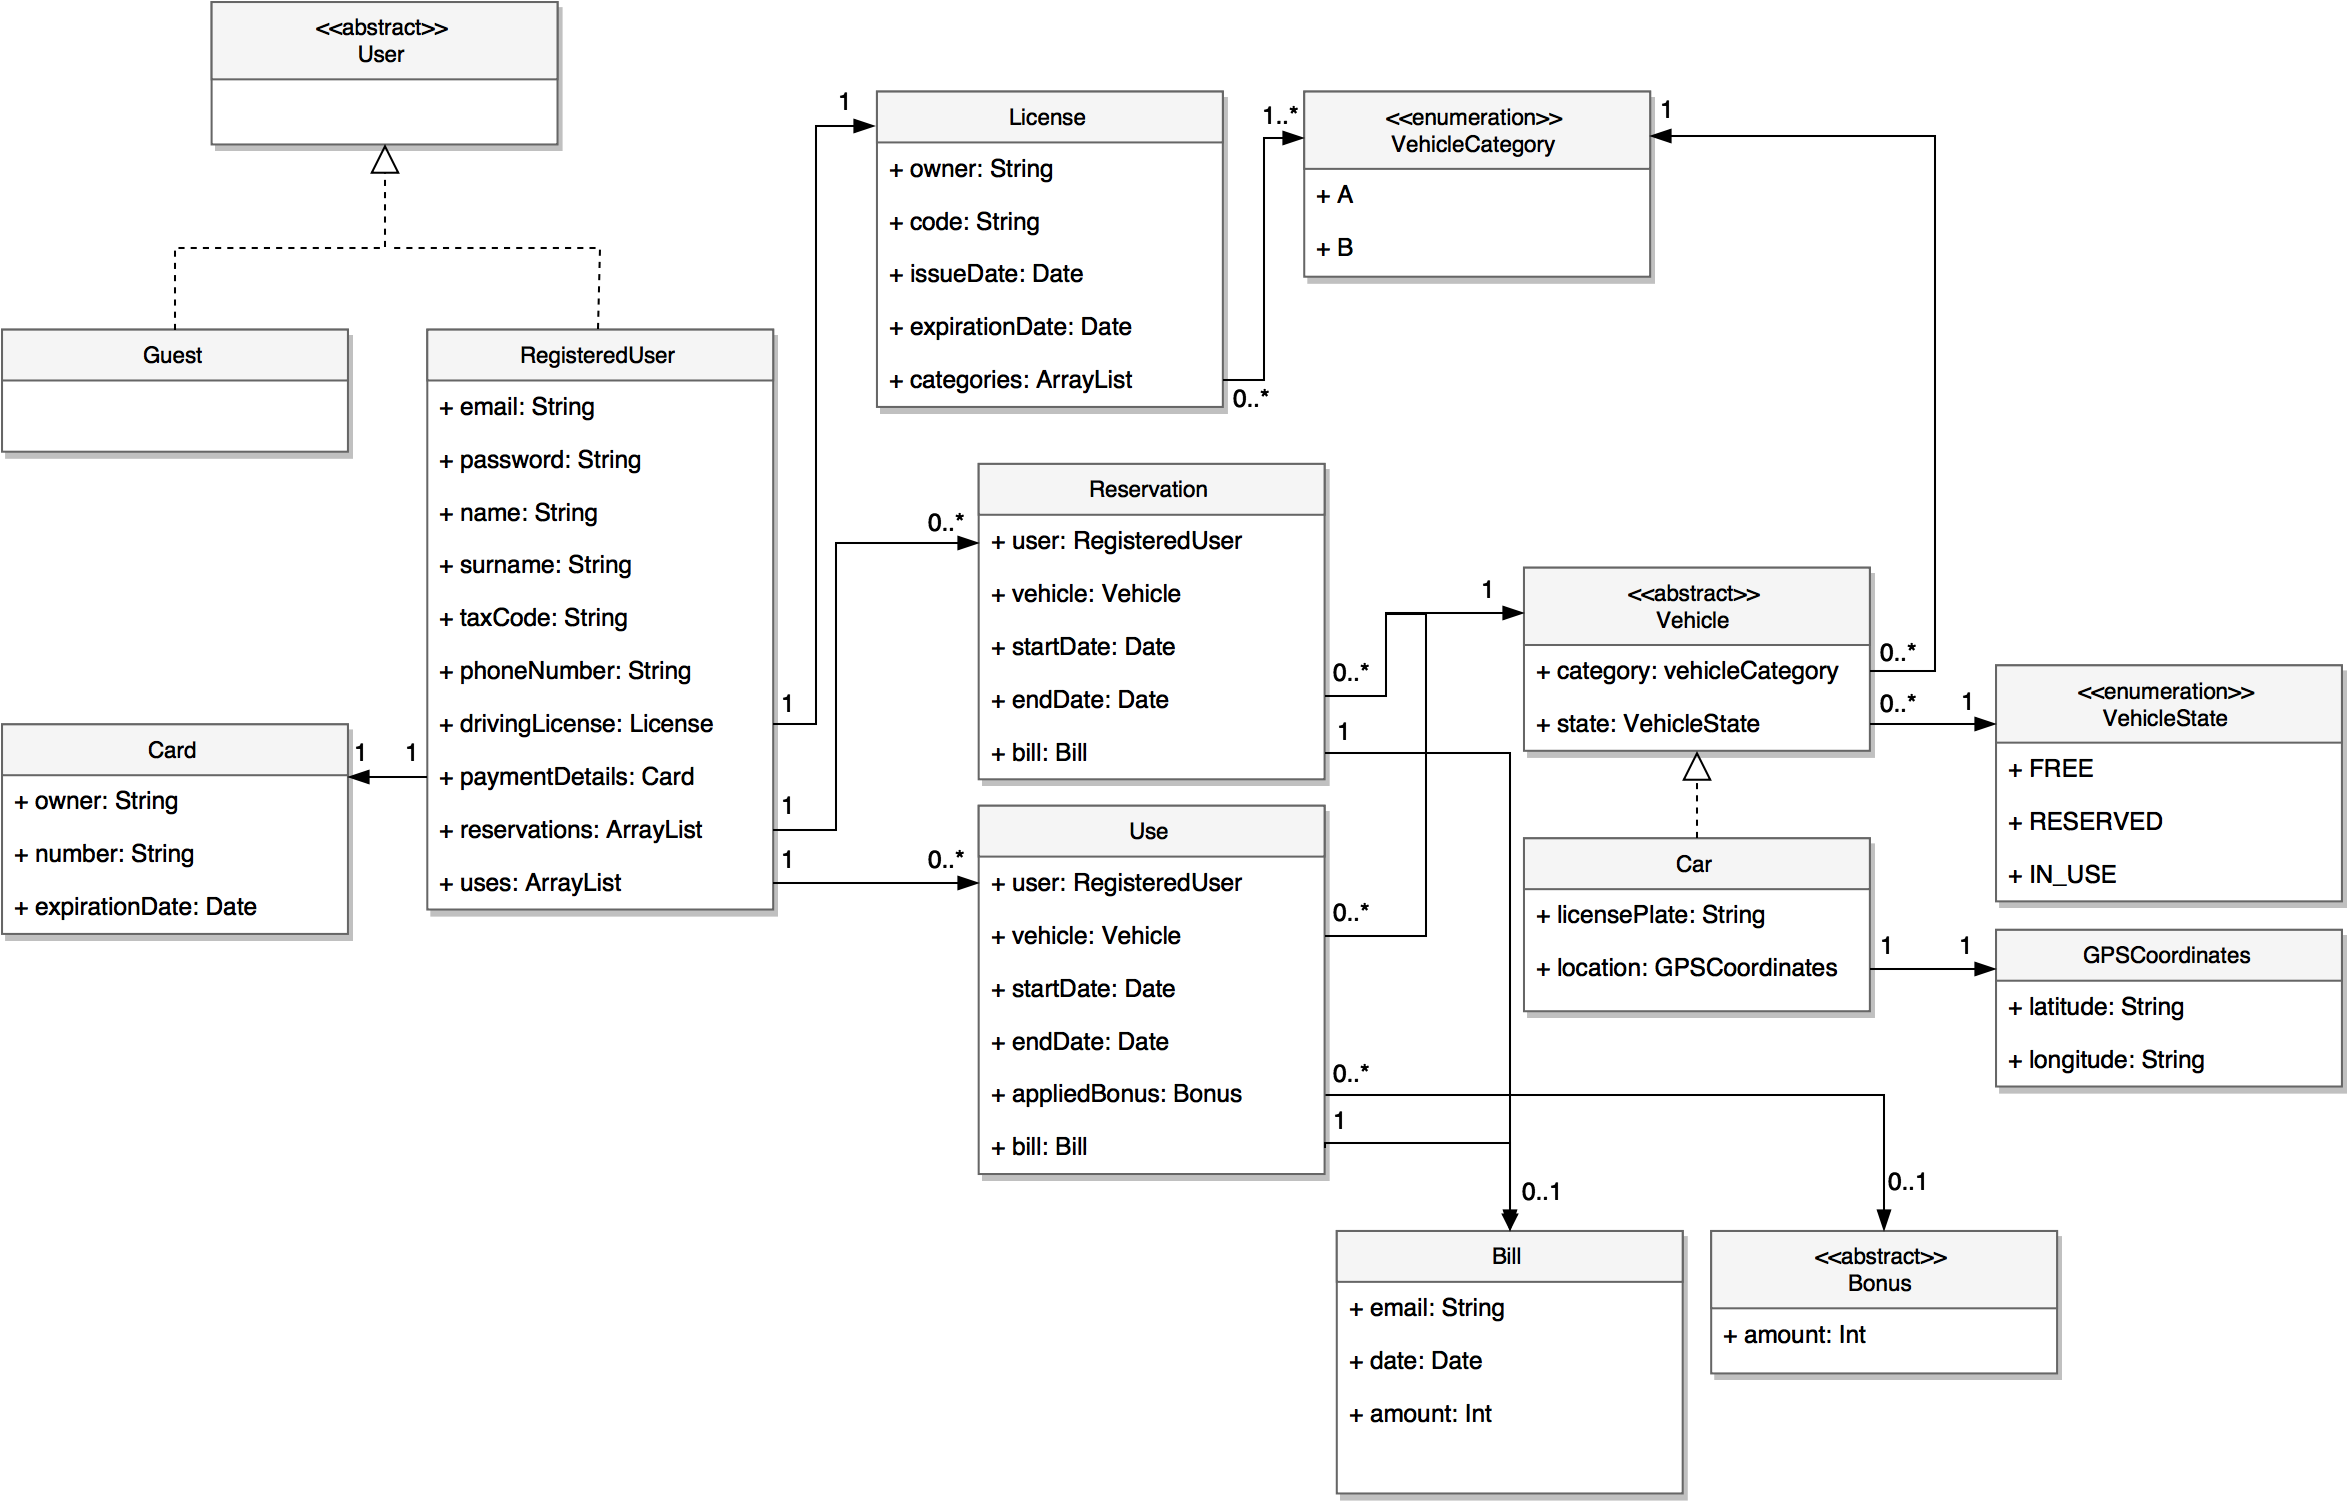 <<abstract>>
User
Guest
RegisteredUser
+ email: String
+ password: String
+ name: String
+ surname: String
+ taxCode: String
+ phoneNumber: String
+ drivingLicense: License
+ paymentDetails: Card
+ reservations: ArrayList
+ uses: ArrayList
1
1
1
1
1
Card
+ owner: String
+ number: String
+ expirationDate: Date
1
License
+ owner: String
+ code: String
+ issueDate: Date
+ expirationDate: Date
+ categories: ArrayList
0..*
1..*
<<enumeration>>
VehicleCategory
+ A
+ B
1
0..*
Reservation
+ user: RegisteredUser
+ vehicle: Vehicle
+ startDate: Date
+ endDate: Date
+ bill: Bill
0..*
1
0..*
Use
+ user: RegisteredUser
+ vehicle: Vehicle
+ startDate: Date
+ endDate: Date
+ appliedBonus: Bonus
+ bill: Bill
0..*
0..*
1
1
<<abstract>>
Vehicle
+ category: vehicleCategory
+ state: VehicleState
0..*
0..*
1
<<enumeration>>
VehicleState
+ FREE
+ RESERVED
+ IN_USE
Car
+ licensePlate: String
+ location: GPSCoordinates
1
1
GPSCoordinates
+ latitude: String
+ longitude: String
0..1
Bill
+ email: String
+ date: Date
+ amount: Int
0..1
<<abstract>>
Bonus
+ amount: Int